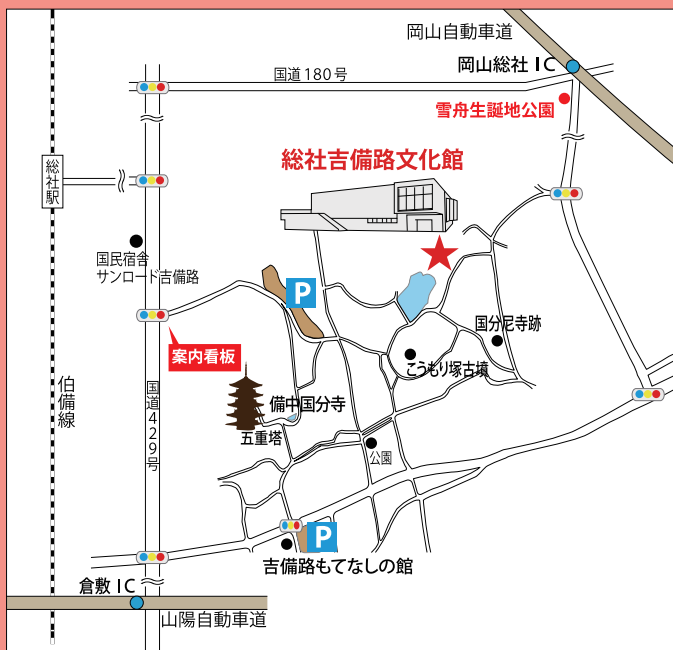 岡山自動車道
岡山総社 IC
国道180号
雪舟生誕地公園
総社吉備路文化館
総社駅
国民宿舎
サンロード吉備路
P
国分尼寺跡
案内看板
こうもり塚古墳
伯備線
国道429号
備中国分寺
五重塔
公園
P
吉備路もてなしの館
倉敷 IC
山陽自動車道